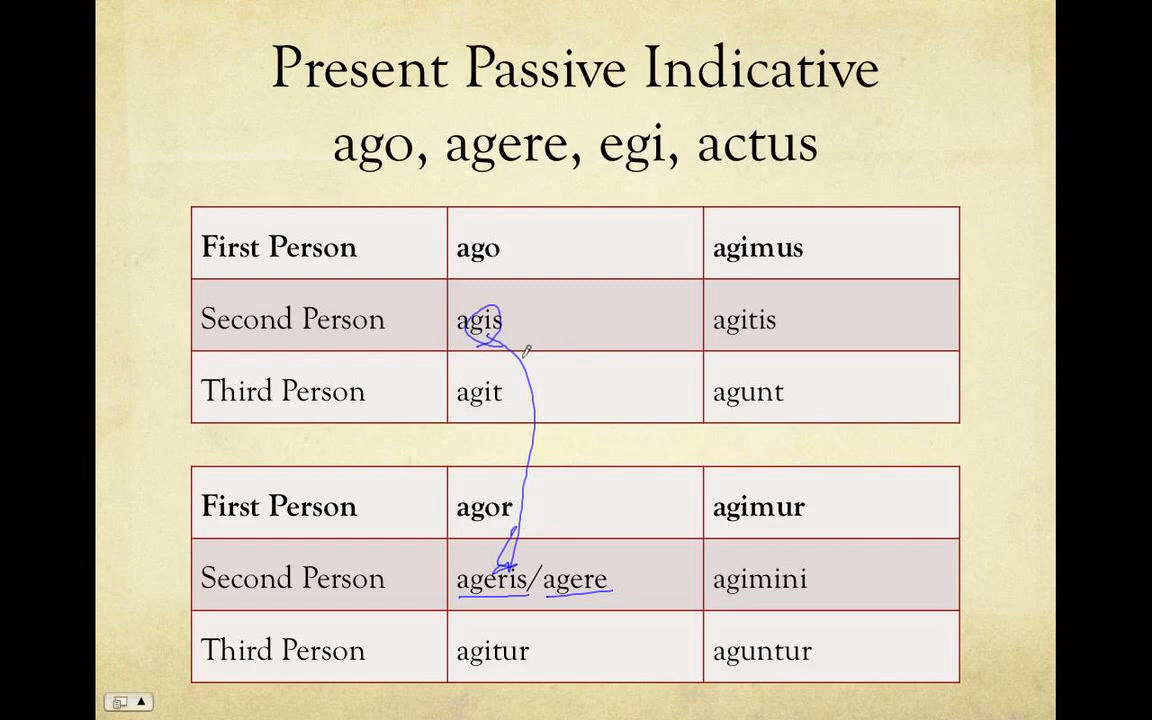 Present Passive Indicative
ago, agere, egi, actus
First Person ago agimus
Second Person agis agitis
Third Person agit agunt
First Person agor agimur
Second Person ageris/agere agimini
Third Person agitur aguntur